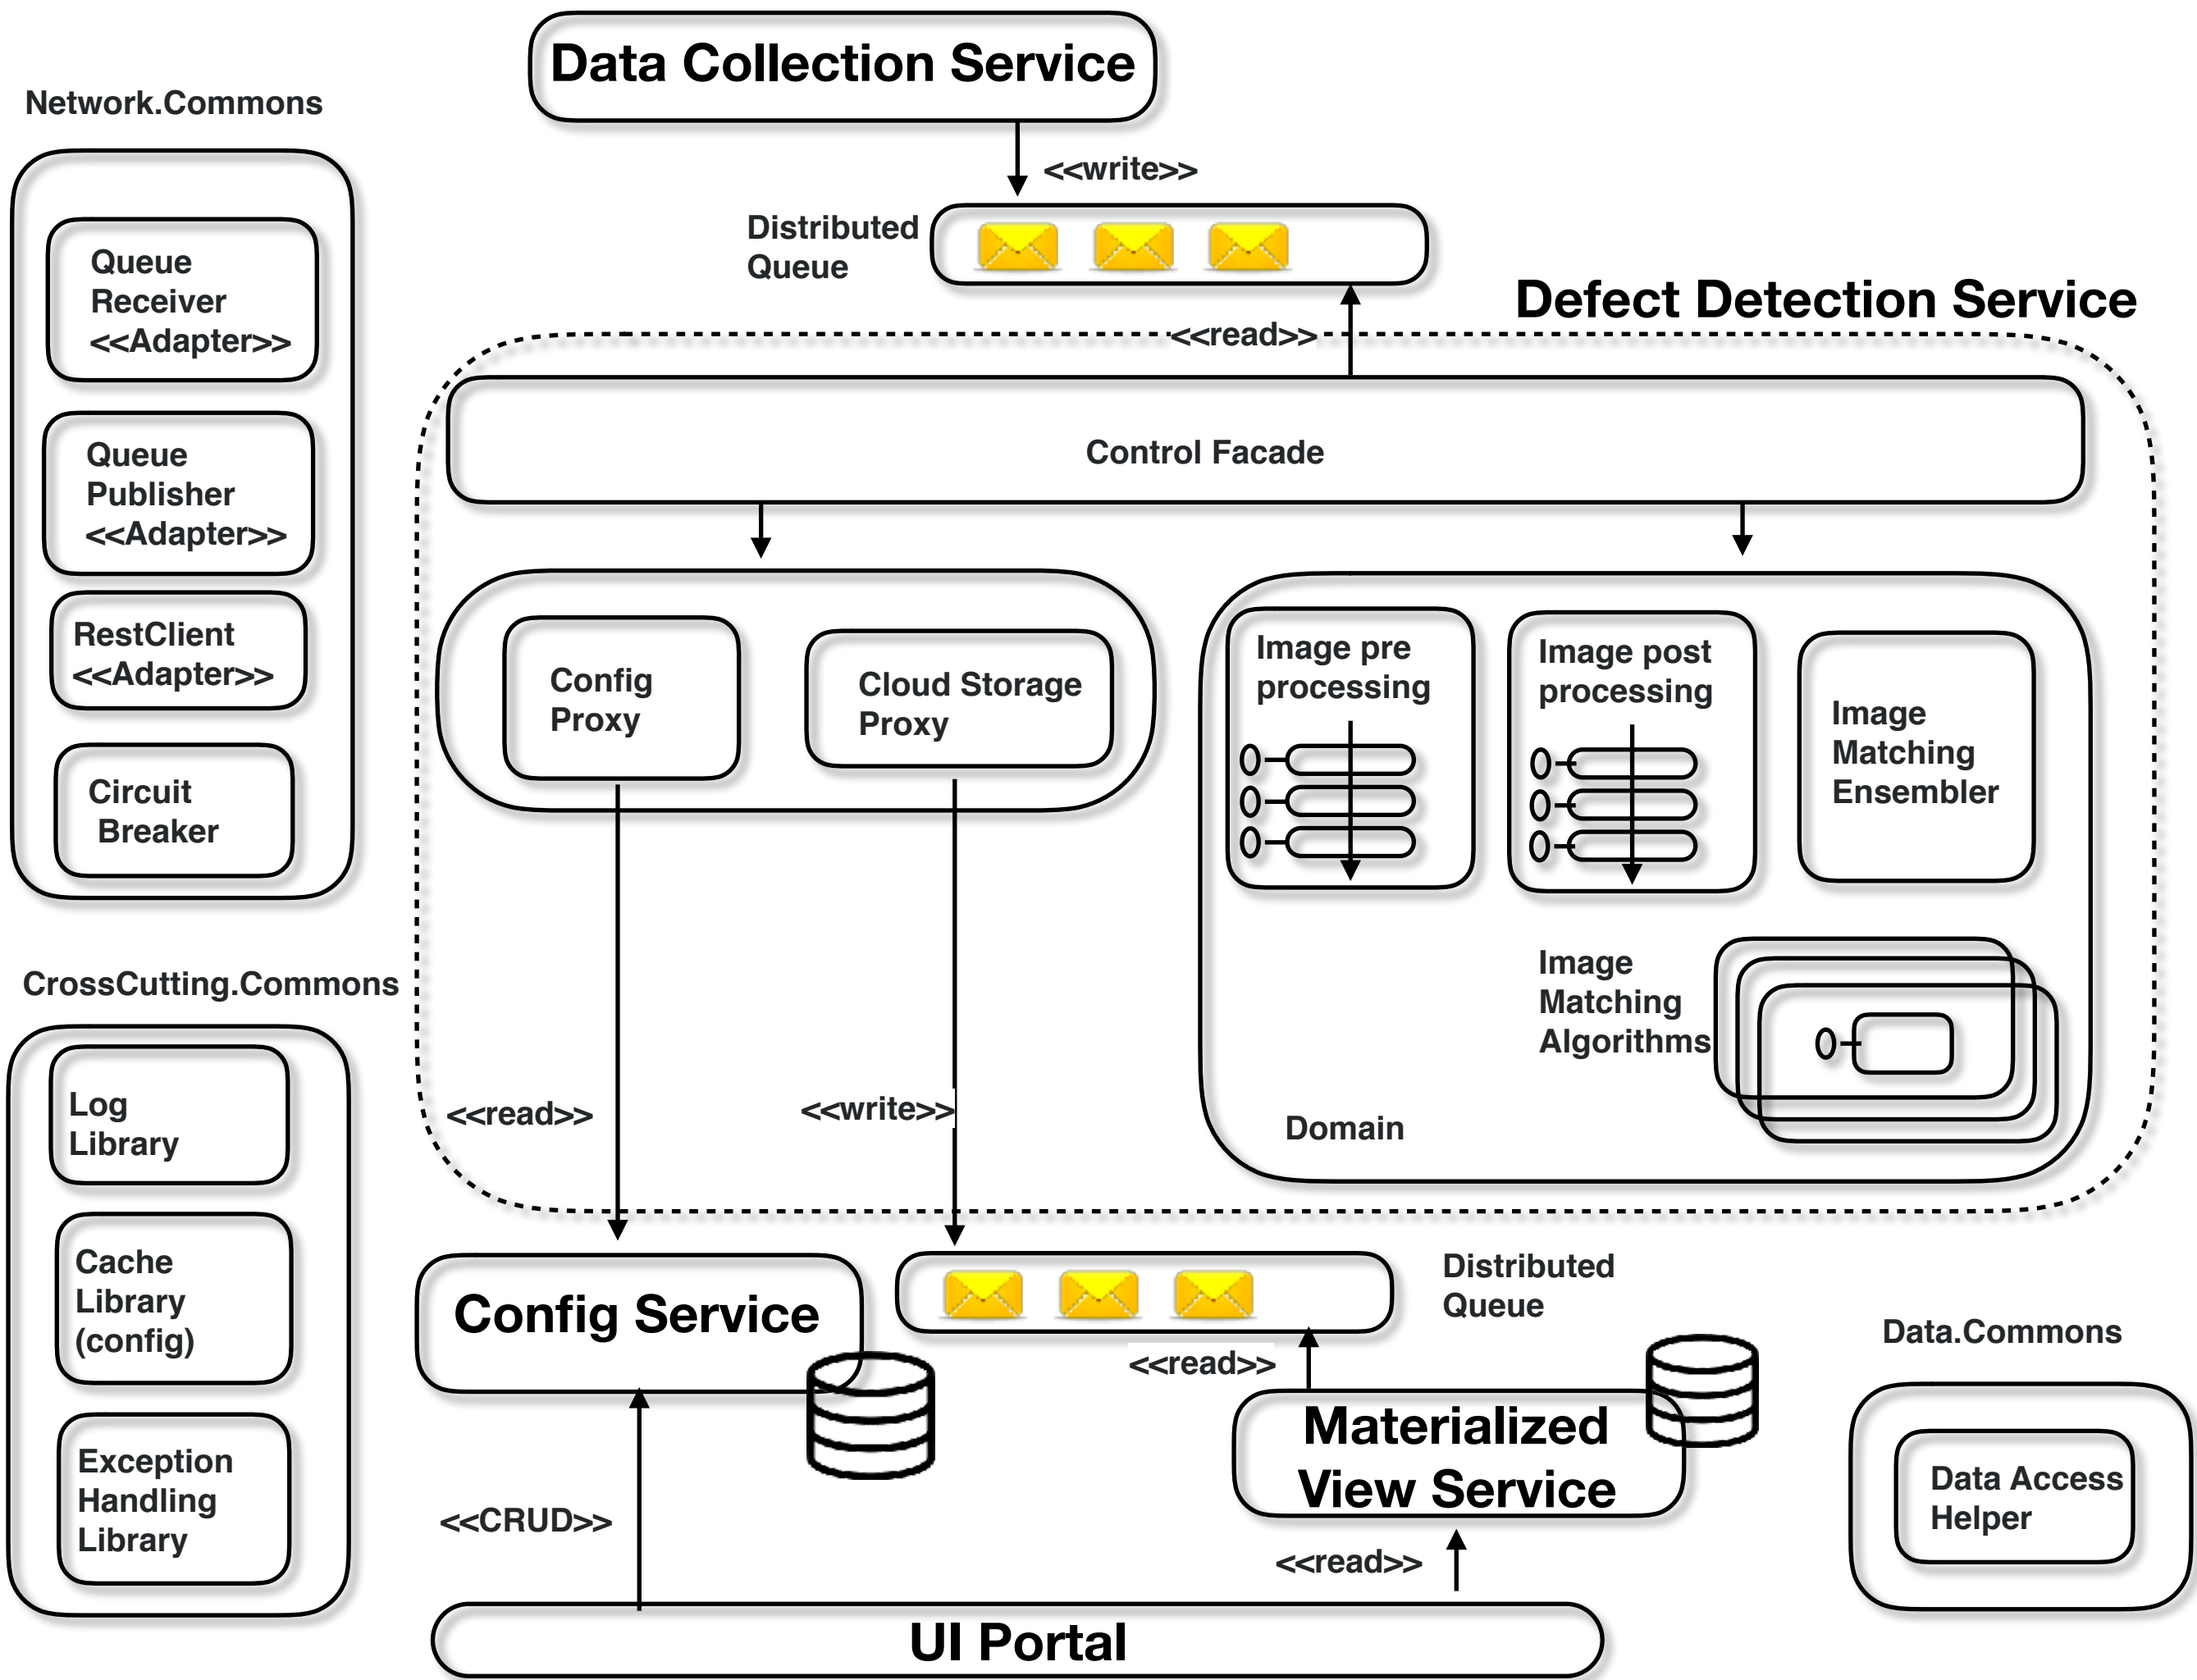 Data Collection Service
Network.Commons
<<write>>
Distributed
Queue
Queue
Receiver
<<Adapter>>
Defect Detection Service
<<read>>
Control Facade
Queue
Publisher
<<Adapter>>
RestClient
<<Adapter>>
Circuit
Breaker
Config
Proxy
Cloud Storage
Proxy
Image pre
processing
Image post
processing
Image
Matching
Ensembler
Image
Matching
Algorithms
Domain
CrossCutting.Commons
Log
Library
Cache
Library
(config)
Exception
Handling
Library
<<read>>
<<write>>
Config Service
Distributed
Queue
<<read>>
Materialized
View Service
Data.Commons
Data Access
Helper
<<CRUD>>
<<read>>
UI Portal